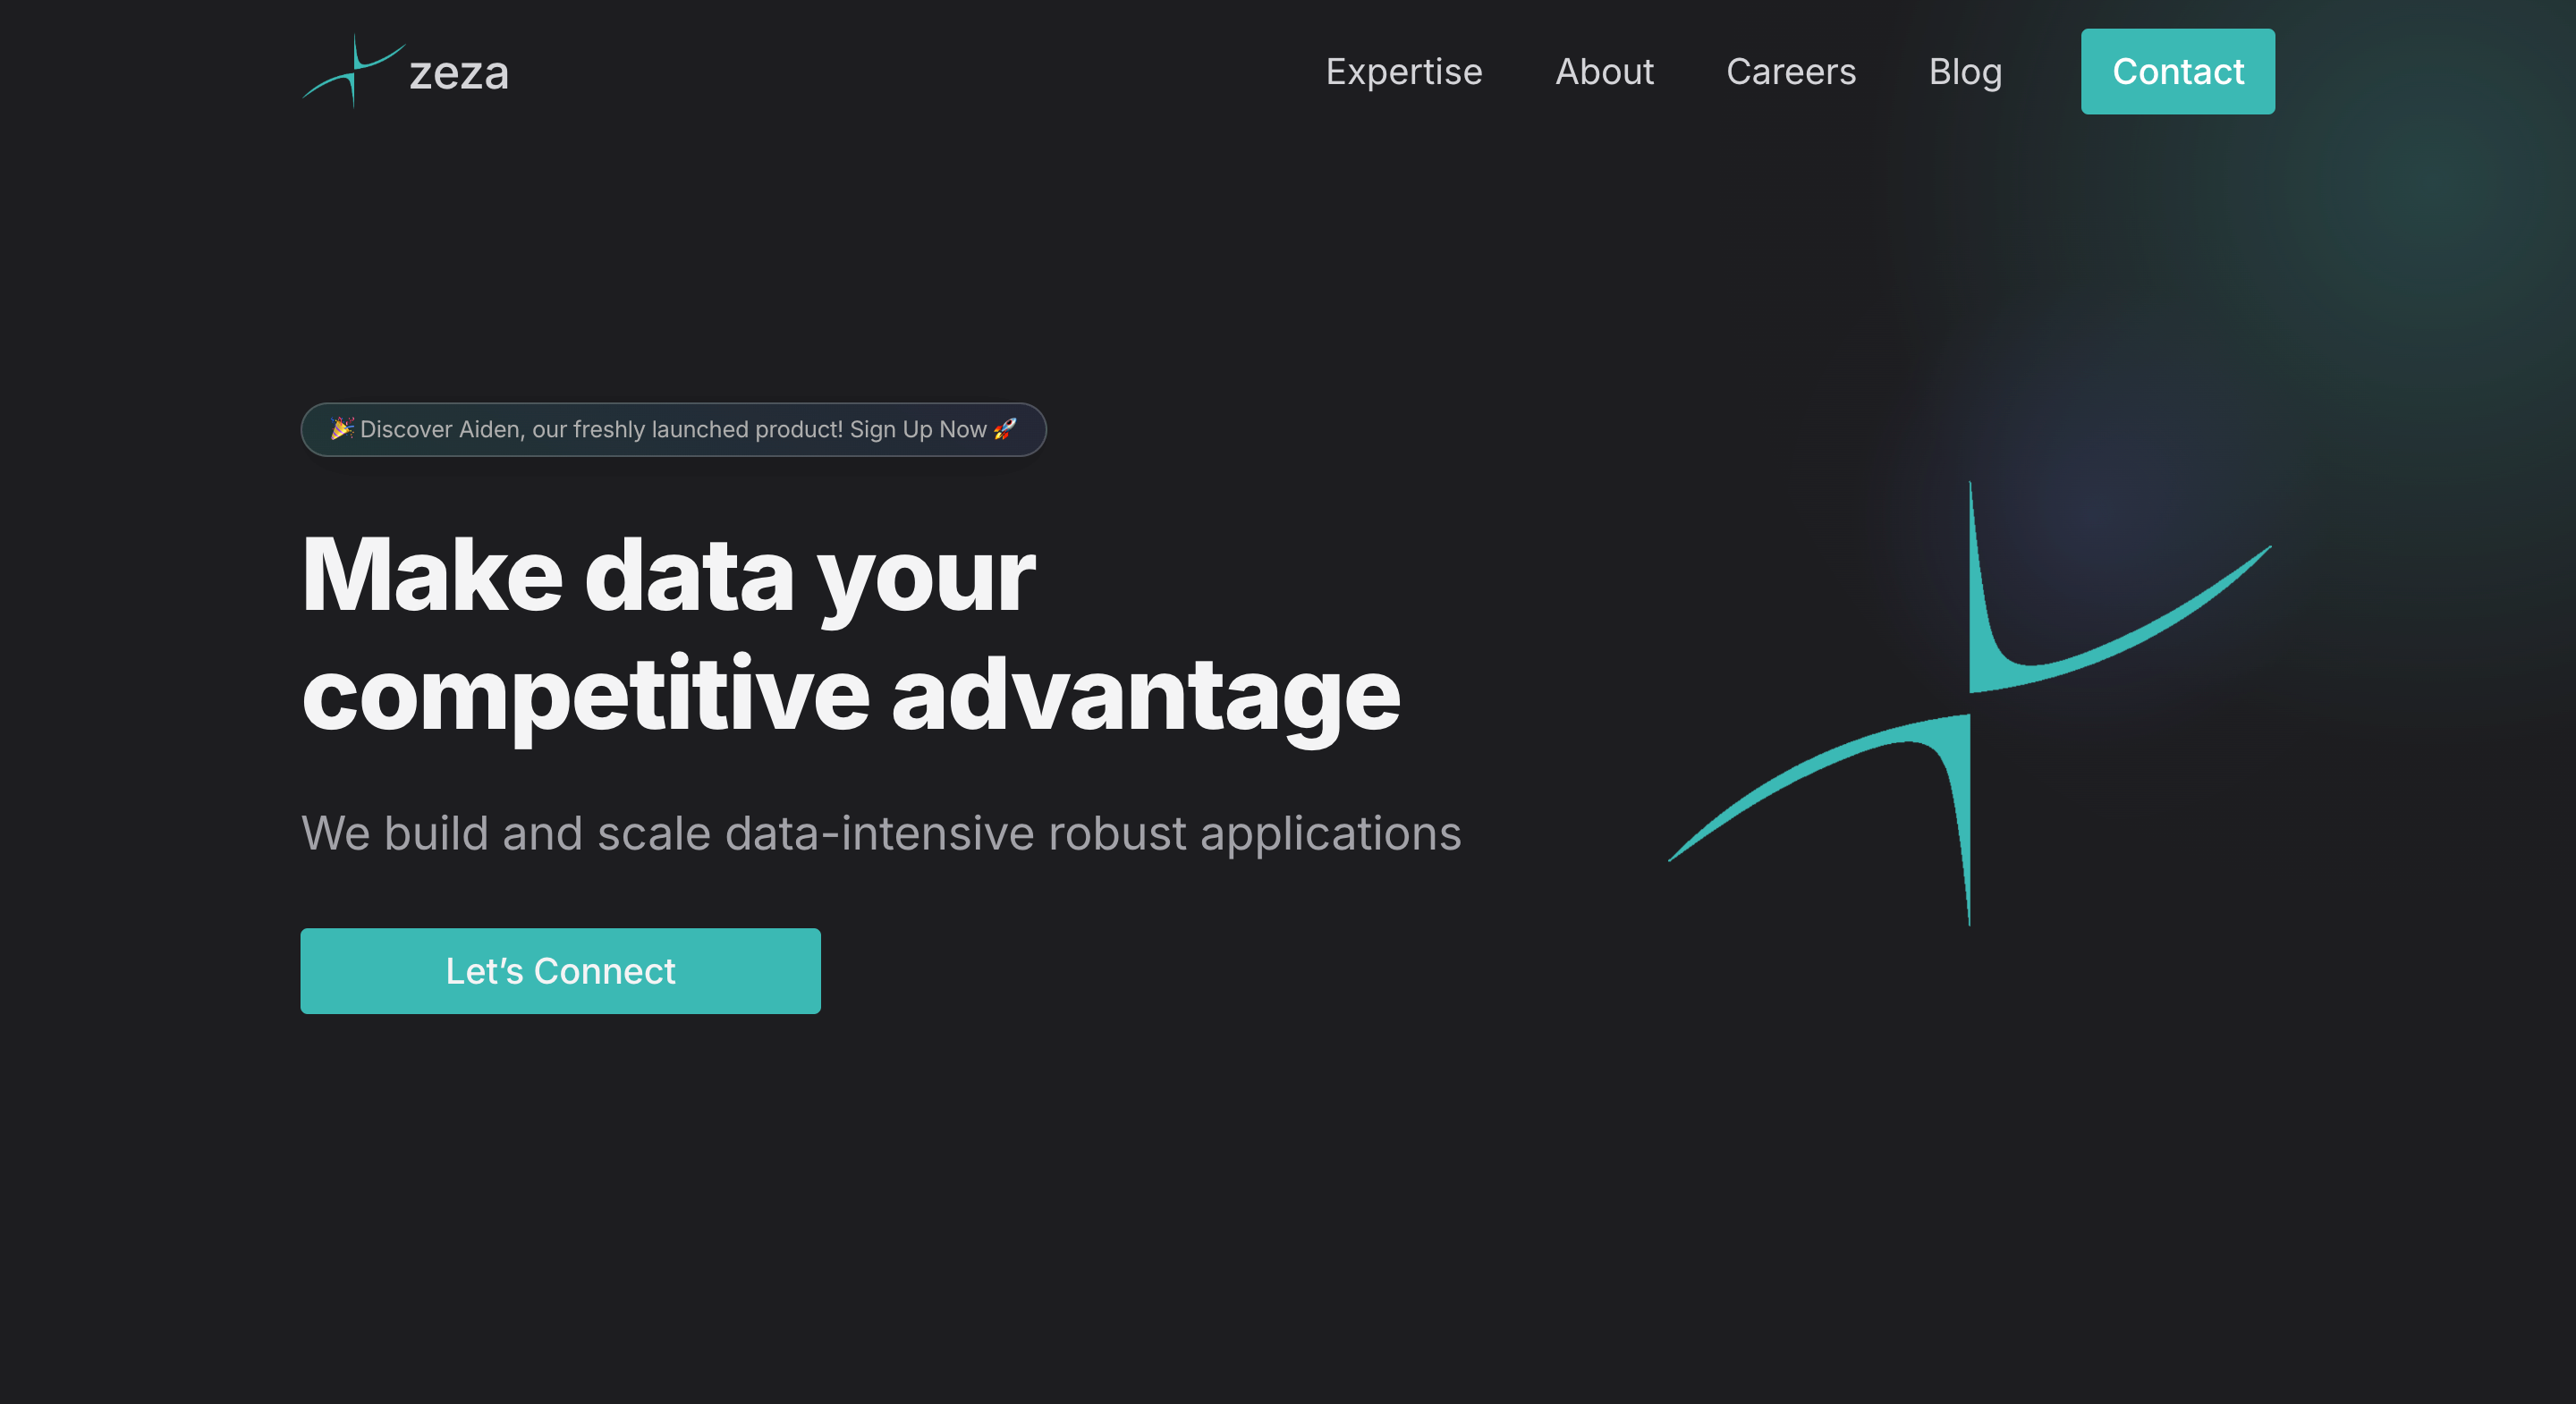 zeza
Expertise About Careers Blog Contact
🎉 Discover Aiden, our freshly launched product! Sign Up Now 🚀
Make data your
competitive advantage
We build and scale data-intensive robust applications
Let’s Connect